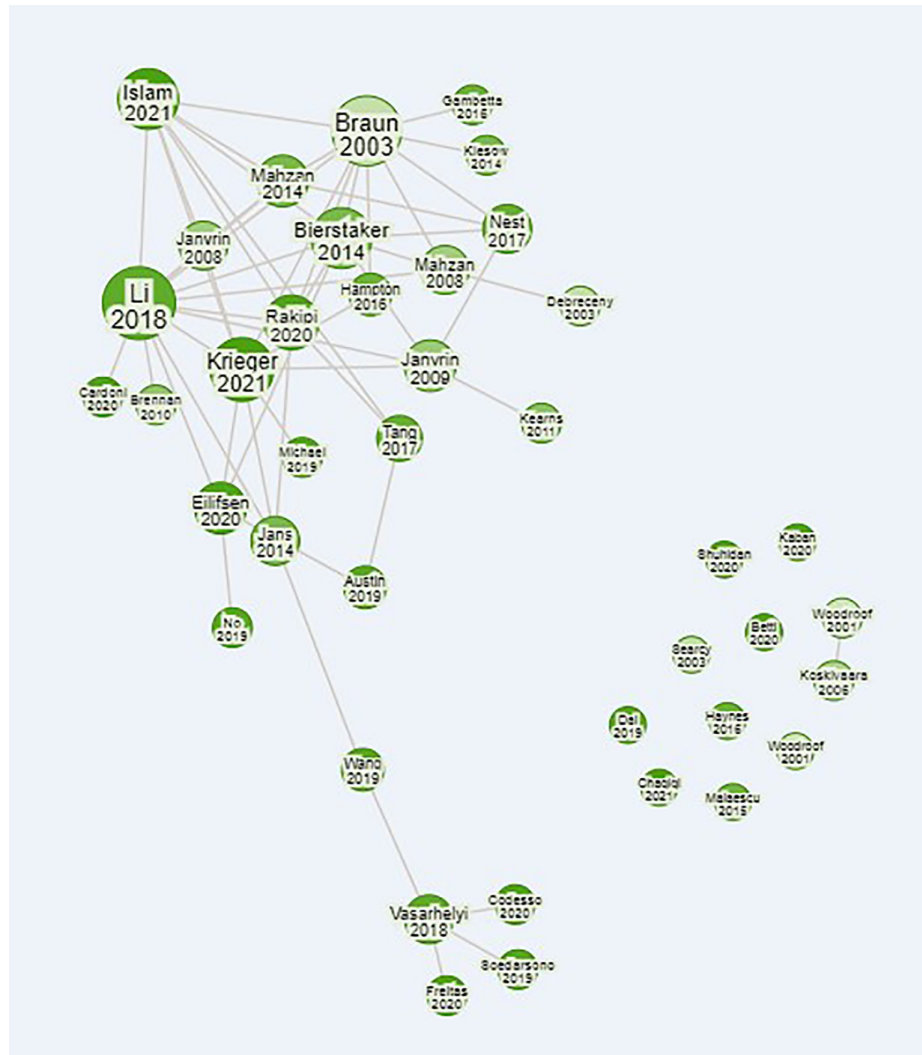 Islam
2021
Braun
2003
Gambetta
2016
Klesow
2014
Mahzan
2014
Bierstaker
2014
Nest
2017
Janvrin
2008
Mahzan
2008
Li
2018
Hampton
2016
Debreceny
2003
Rakipi
2020
Krieger
2021
Janvrin
2009
Cardoni
2020
Brennan
2010
Kearns
2011
Tang
2017
Michael
2019
Eilifsen
2020
Jans
2014
Austin
2019
No
2019
Kaban
2020
Shuhidan
2020
Woodroof
2001
Betti
2020
Searcy
2003
Koskivaara
2006
Dai
2019
Haynes
2016
Woodroof
2001
Wang
2019
Chaqiqi
2021
Malaescu
2015
Vasarhelyi
2018
Codesso
2020
Soedarsono
2019
Freitas
2020